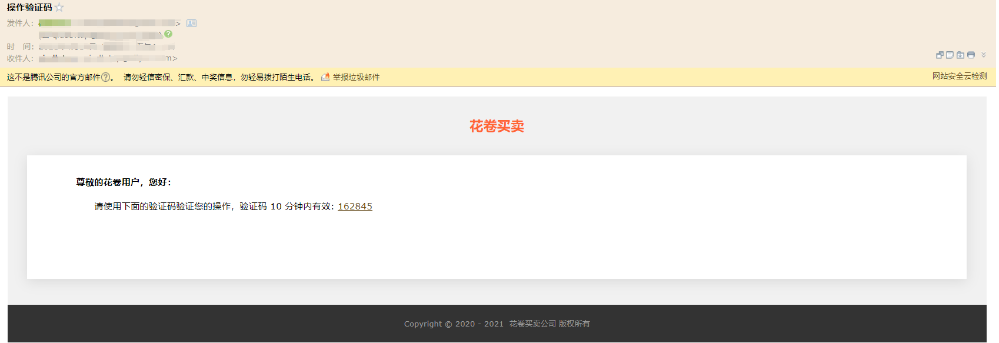 操作验证码
发件人：
时 间：
收件人：
这不是腾讯公司的官方邮件?。 请勿轻信密保、汇款、中奖信息，勿轻易拨打陌生电话。 举报垃圾邮件
网站安全云检测
花卷买卖
尊敬的花卷用户，您好：
请使用下面的验证码验证您的操作，验证码 10 分钟内有效：162845
Copyright © 2020 - 2021 花卷买卖公司 版权所有